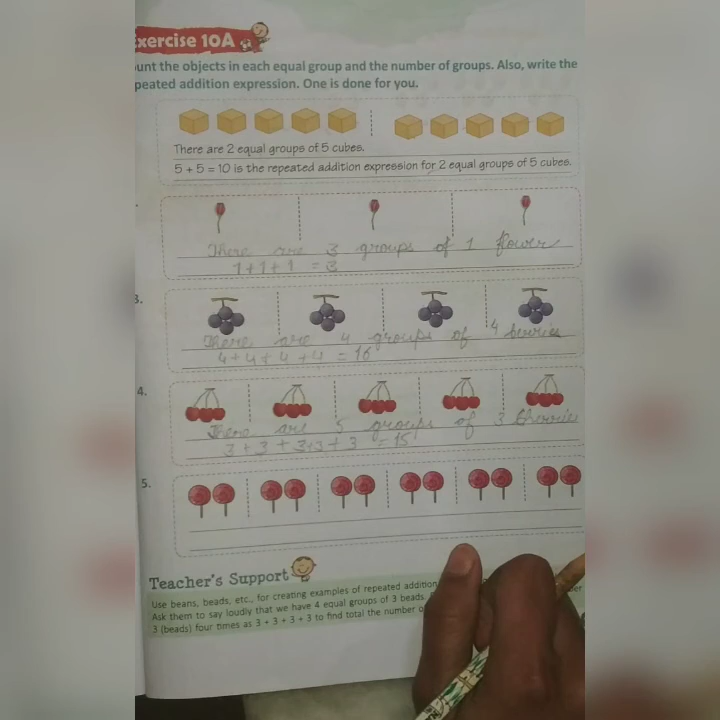 Exercise 10A
unt the objects in each equal group and the number of groups. Also, write the
peated addition expression. One is done for you.
There are 2 equal groups of 5 cubes.
5 + 5 = 10 is the repeated addition expression for 2 equal groups of 5 cubes.
There are 3 groups of 1 flower
1+1+1 = 3
3.
There are 4 groups of 4 berries
4+4+4+4 = 16
4.
There are 5 groups of 3 cherries
3+3+3+3+3 = 15
5.
Teacher's Support
Use beans, beads, etc., for creating examples of repeated addition
Ask them to say loudly that we have 4 equal groups of 3 beads.
3 (beads) four times as 3 + 3 + 3 + 3 to find total the number o